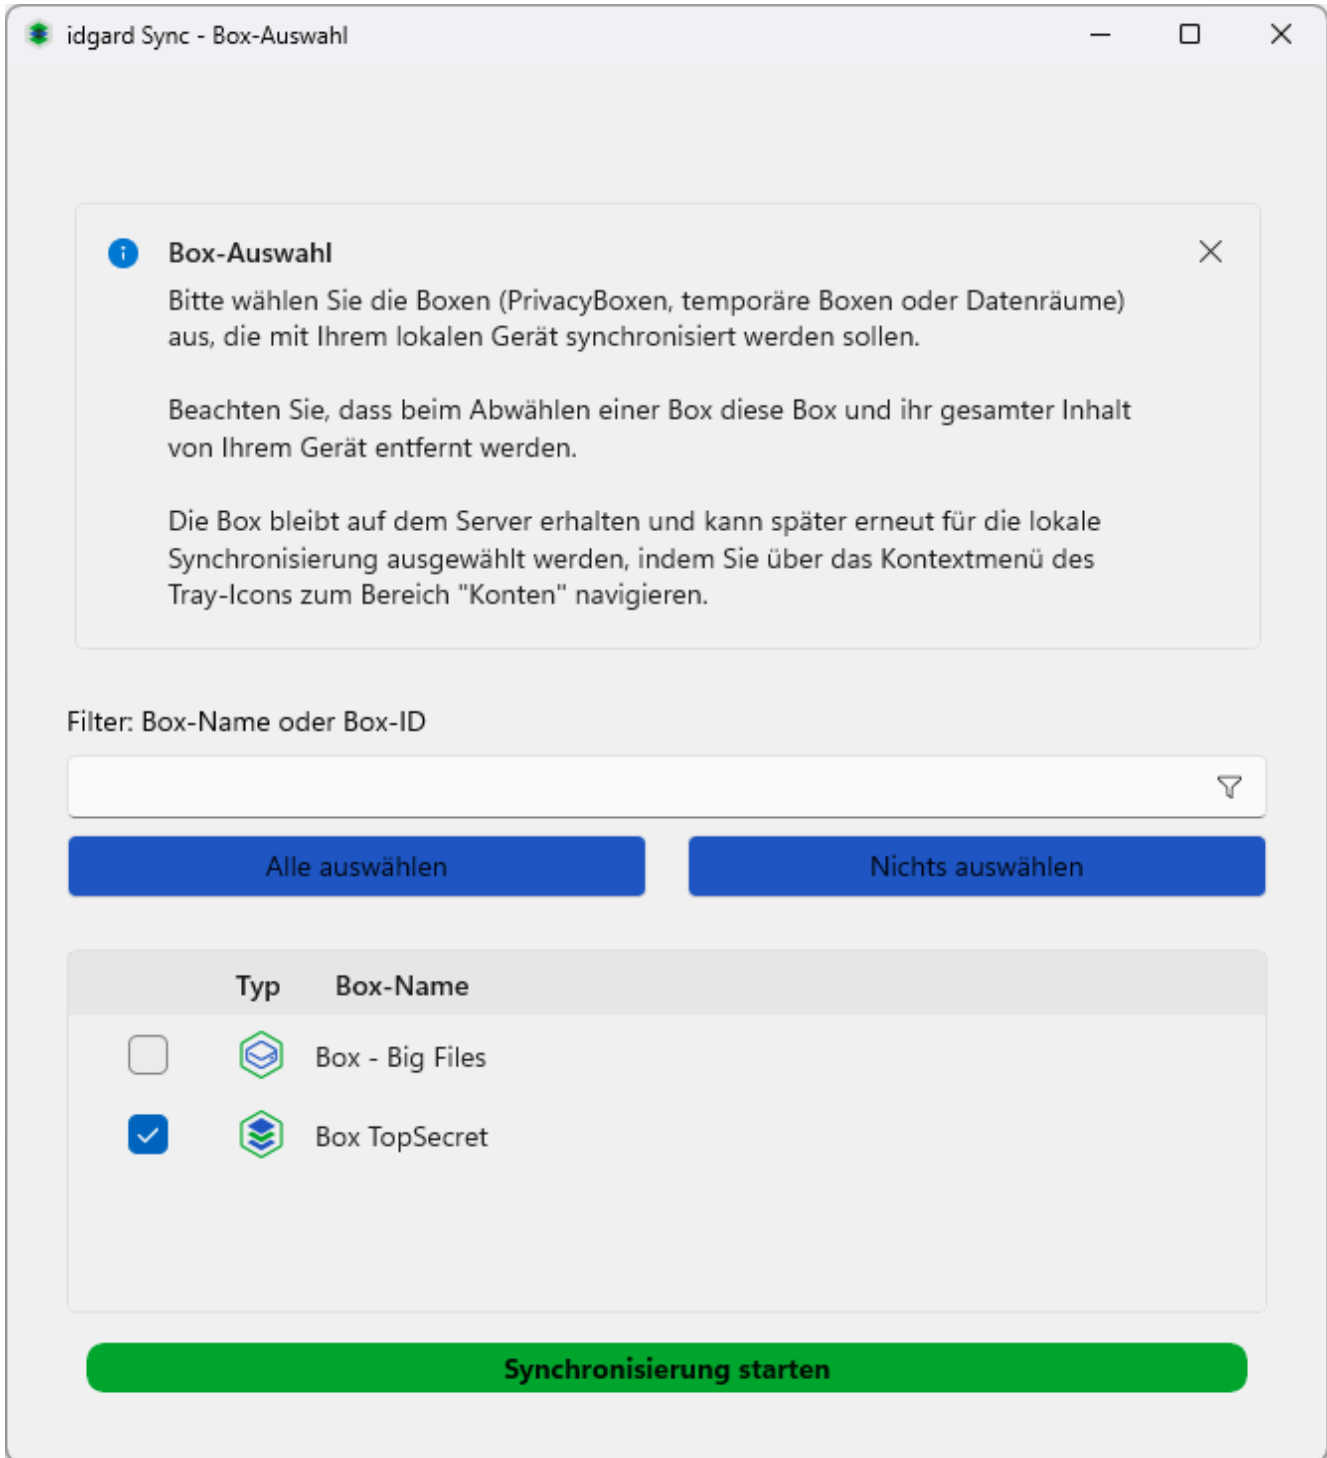 idgard Sync - Box-Auswahl
Box-Auswahl
Bitte wählen Sie die Boxen (PrivacyBoxen, temporäre Boxen oder Datenräume)
aus, die mit Ihrem lokalen Gerät synchronisiert werden sollen.
Beachten Sie, dass beim Abwählen einer Box diese Box und ihr gesamter Inhalt
von Ihrem Gerät entfernt werden.
Die Box bleibt auf dem Server erhalten und kann später erneut für die lokale
Synchronisierung ausgewählt werden, indem Sie über das Kontextmenü des
Tray-Icons zum Bereich "Konten" navigieren.
Filter: Box-Name oder Box-ID
Alle auswählen Nichts auswählen
Typ Box-Name
Box - Big Files
Box TopSecret
Synchronisierung starten